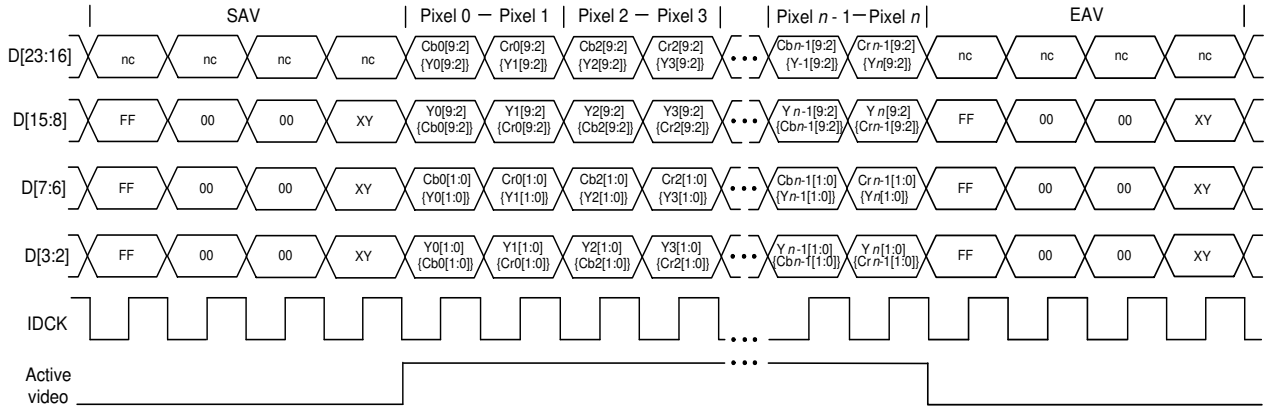 SAV Pixel 0 — Pixel 1 Pixel 2 — Pixel 3 Pixel n - 1—Pixel n EAV
D[23:16] nc nc nc nc Cb0[9:2] {Y0[9:2]} Cr0[9:2] {Y1[9:2]} Cb2[9:2] {Y2[9:2]} Cr2[9:2] {Y3[9:2]} ••• Cbn-1[9:2] {Y-1[9:2]} Crn-1[9:2] {Yn[9:2]} nc nc nc nc
D[15:8] FF 00 00 XY Y0[9:2] {Cb0[9:2]} Y1[9:2] {Cr0[9:2]} Y2[9:2] {Cb2[9:2]} Y3[9:2] {Cr2[9:2]} ••• Yn-1[9:2] {Cbn-1[9:2]} Yn[9:2] {Crn-1[9:2]} FF 00 00 XY
D[7:6] FF 00 00 XY Cb0[1:0] {Y0[1:0]} Cr0[1:0] {Y1[1:0]} Cb2[1:0] {Y2[1:0]} Cr2[1:0] {Y3[1:0]} ••• Cbn-1[1:0] {Yn-1[1:0]} Crn-1[1:0] {Yn[1:0]} FF 00 00 XY
D[3:2] FF 00 00 XY Y0[1:0] {Cb0[1:0]} Y1[1:0] {Cr0[1:0]} Y2[1:0] {Cb2[1:0]} Y3[1:0] {Cr2[1:0]} ••• Yn-1[1:0] {Cbn-1[1:0]} Yn[1:0] {Crn-1[1:0]} FF 00 00 XY
IDCK •••
Active •••
video